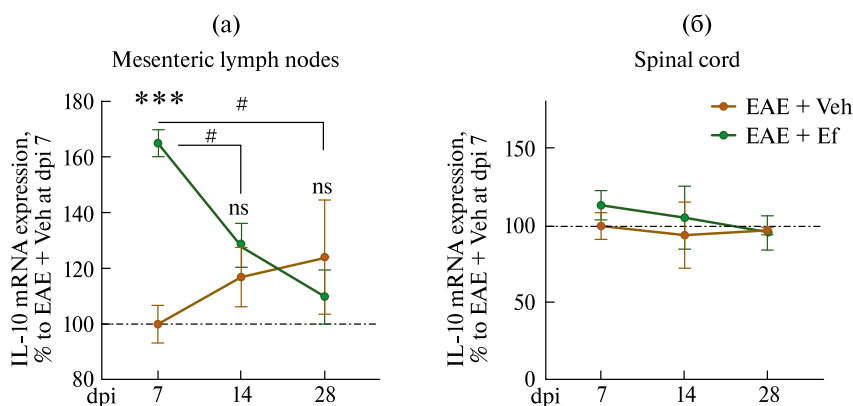 (а)
Mesenteric lymph nodes
IL-10 mRNA expression,
% to EAE + Veh at dpi 7
180
160
140
120
100
80
***
#
#
ns
ns
dpi
7
14
28
(б)
Spinal cord
IL-10 mRNA expression,
% to EAE + Veh at dpi 7
150
100
50
0
EAE + Veh
EAE + Ef
dpi
7
14
28